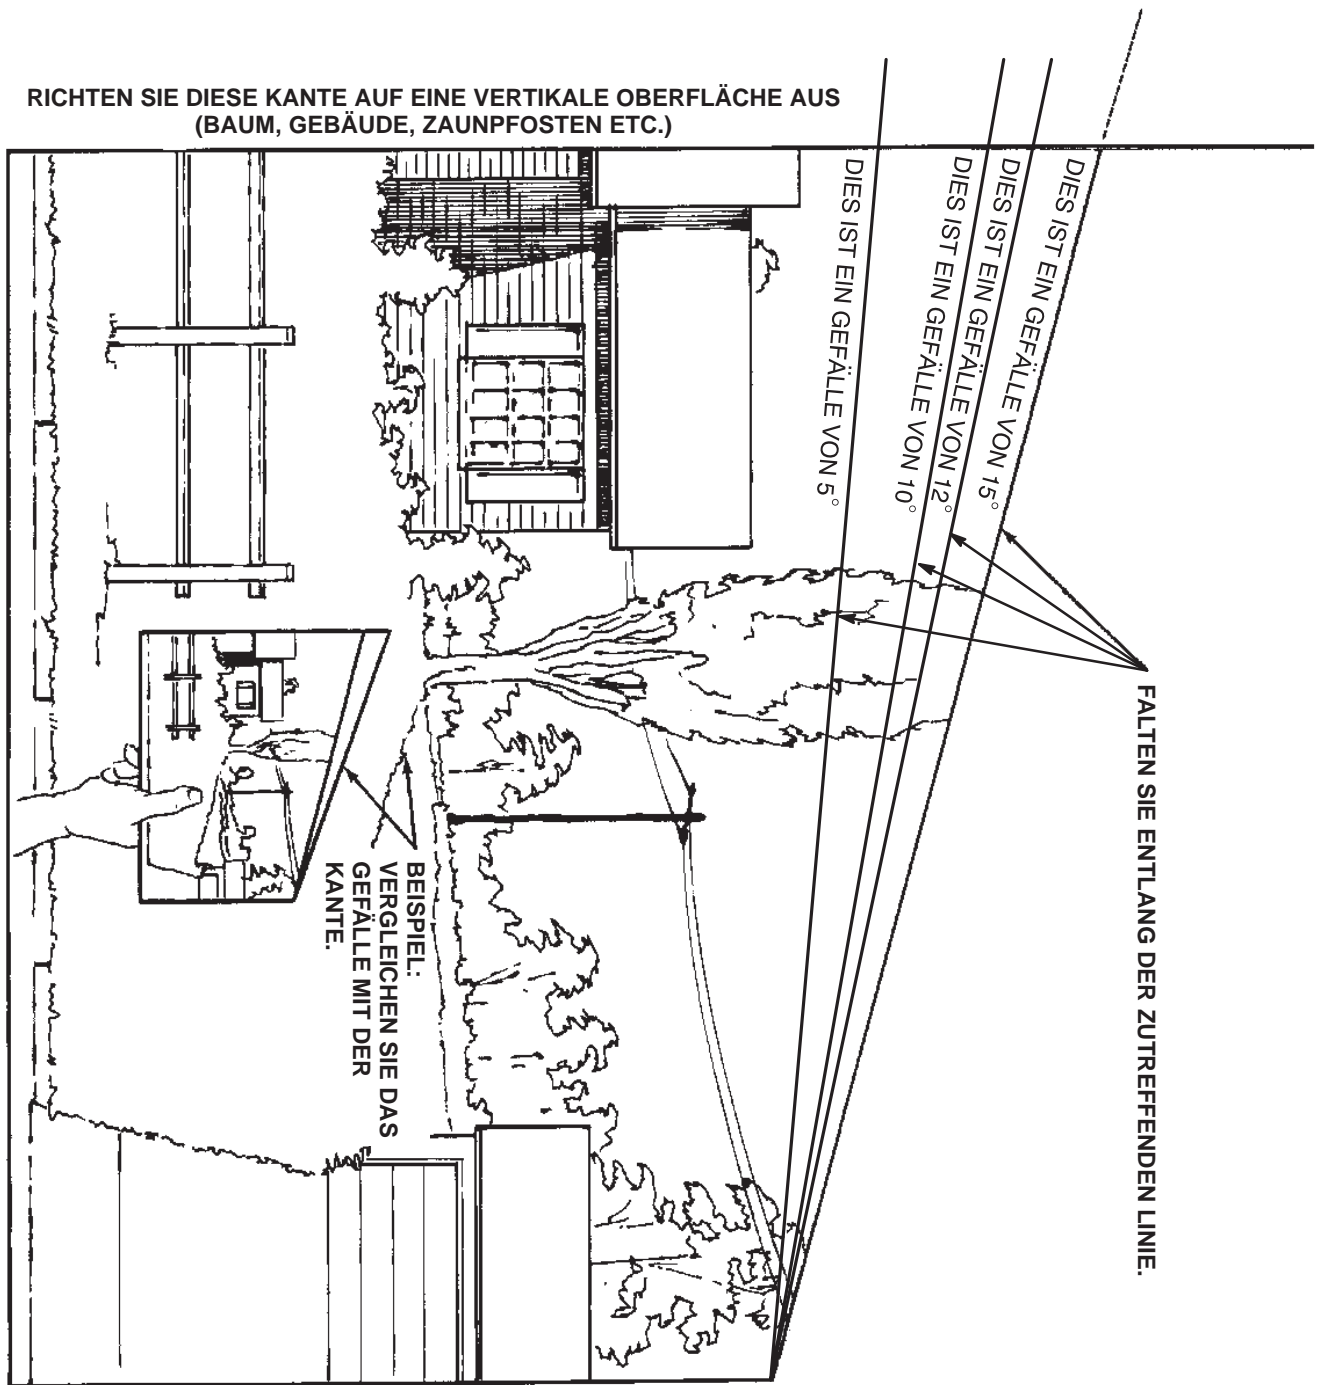 RICHTEN SIE DIESE KANTE AUF EINE VERTIKALE OBERFLÄCHE AUS
(BAUM, GEBÄUDE, ZAUNPFOSTEN ETC.)
DIES IST EIN GEFÄLLE VON 15°
DIES IST EIN GEFÄLLE VON 12°
DIES IST EIN GEFÄLLE VON 10°
DIES IST EIN GEFÄLLE VON 5°
FALTEN SIE ENTLANG DER ZUTREFFENDEN LINIE.
BEISPIEL:
VERGLEICHEN SIE DAS
GEFÄLLE MIT DER
KANTE.